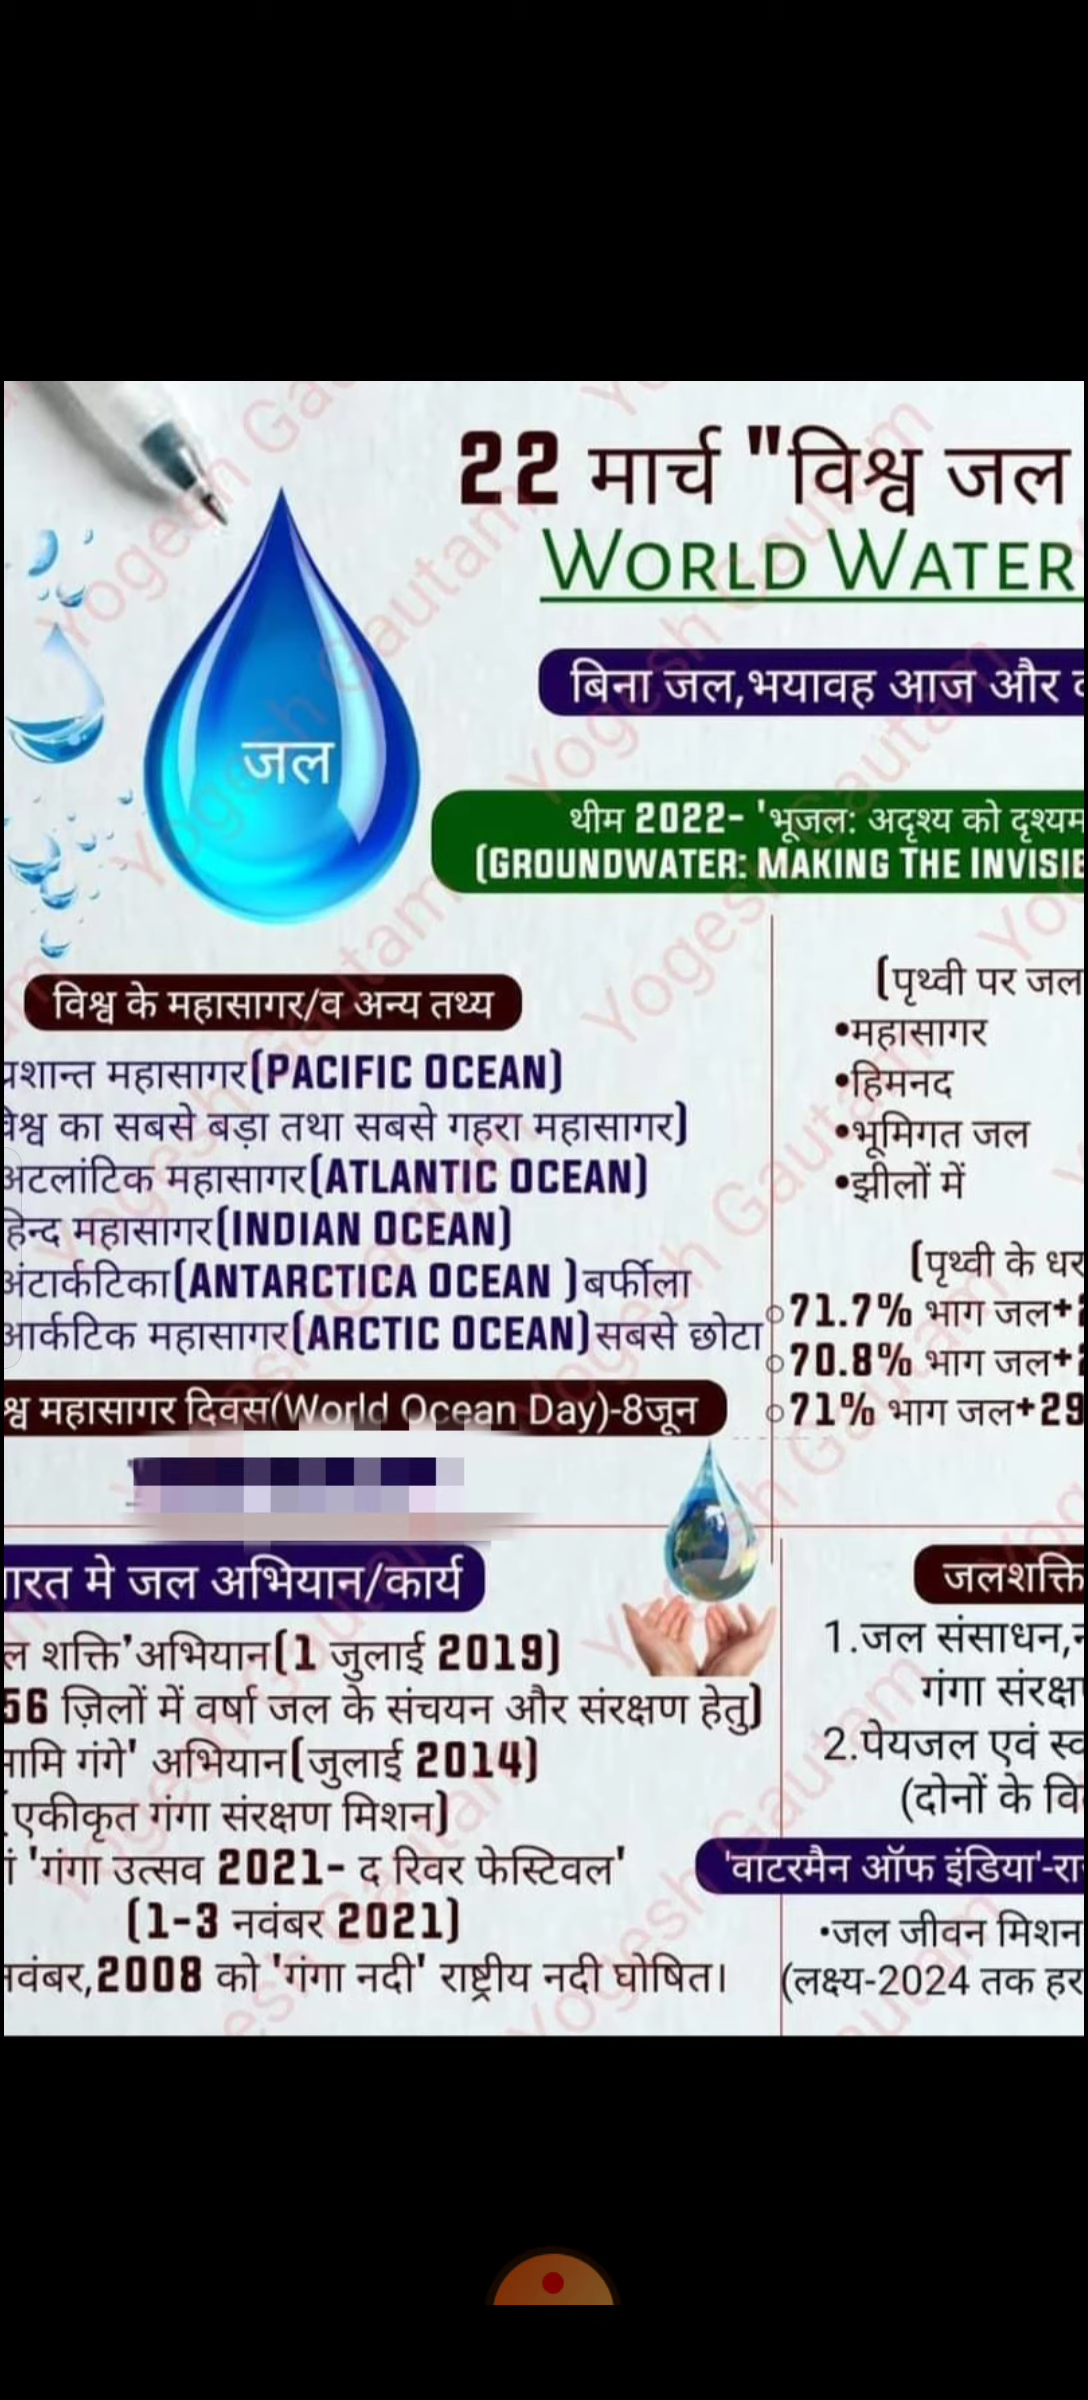 22 मार्च "विश्व जल
WORLD WATER
बिना जल,भयावह आज और
जल
थीम 2022- 'भूजल: अदृश्य को दृश्यम
(GROUNDWATER: MAKING THE INVISIB
विश्व के महासागर/व अन्य तथ्य
प्रशान्त महासागर(PACIFIC OCEAN)
विश्व का सबसे बड़ा तथा सबसे गहरा महासागर)
अटलांटिक महासागर(ATLANTIC OCEAN)
हिन्द महासागर(INDIAN OCEAN)
अंटार्कटिका(ANTARCTICA OCEAN )बर्फीला
आर्कटिक महासागर(ARCTIC OCEAN)सबसे छोटा
श्व महासागर दिवस(World Ocean Day)-8जून
(पृथ्वी पर जल
•महासागर
•हिमनद
•भूमिगत जल
•झीलों में
(पृथ्वी के
71.7% भाग जल+
70.8% भाग जल+
71% भाग जल+29
ारत मे जल अभियान/कार्य
ल शक्ति'अभियान(1 जुलाई 2019)
56 ज़िलों में वर्षा जल के संचयन और संरक्षण हेतु)
मामि गंगे' अभियान(जुलाई 2014)
(एकीकृत गंगा संरक्षण मिशन)
'गंगा उत्सव 2021- द रिवर फेस्टिवल'
(1-3 नवंबर 2021)
नवंबर,2008 को 'गंगा नदी' राष्ट्रीय नदी घोषित।
जलशक्ति
1.जल संसाधन,
गंगा संरक्ष
2.पेयजल एवं स्व
(दोनों के वि
'वाटरमैन ऑफ इंडिया'-रा
•जल जीवन मिशन
(लक्ष्य-2024 तक हर
Yogesh Gautam